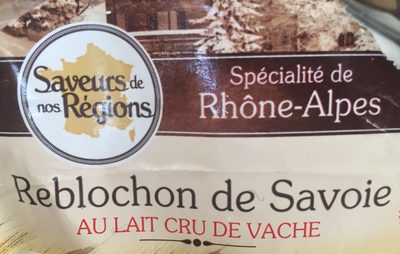 Saveurs de
nos Régions
Spécialité de
Rhône-Alpes
Reblochon de Savoie
AU LAIT CRU DE VACHE